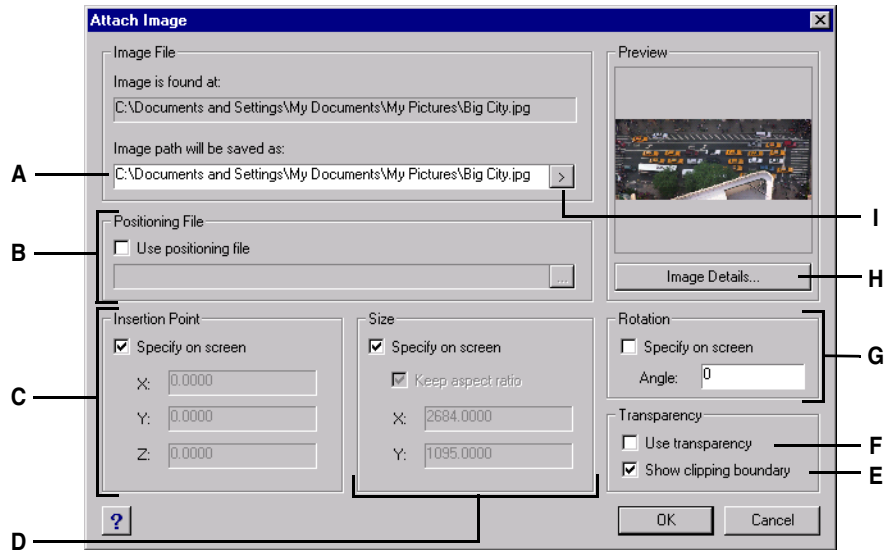 Attach Image
Image File
Image is found at:
C:\Documents and Settings\My Documents\My Pictures\Big City.jpg
Image path will be saved as:
A
C:\Documents and Settings\My Documents\My Pictures\Big City.jpg
>
Preview
I
Image Details...
H
B
Positioning File
Use positioning file
...
C
Insertion Point
Specify on screen
X: 0.0000
Y: 0.0000
Z: 0.0000
Size
Specify on screen
Keep aspect ratio
X: 2684.0000
Y: 1095.0000
D
Rotation
Specify on screen
Angle: 0
G
Transparency
Use transparency
F
Show clipping boundary
E
?
OK
Cancel